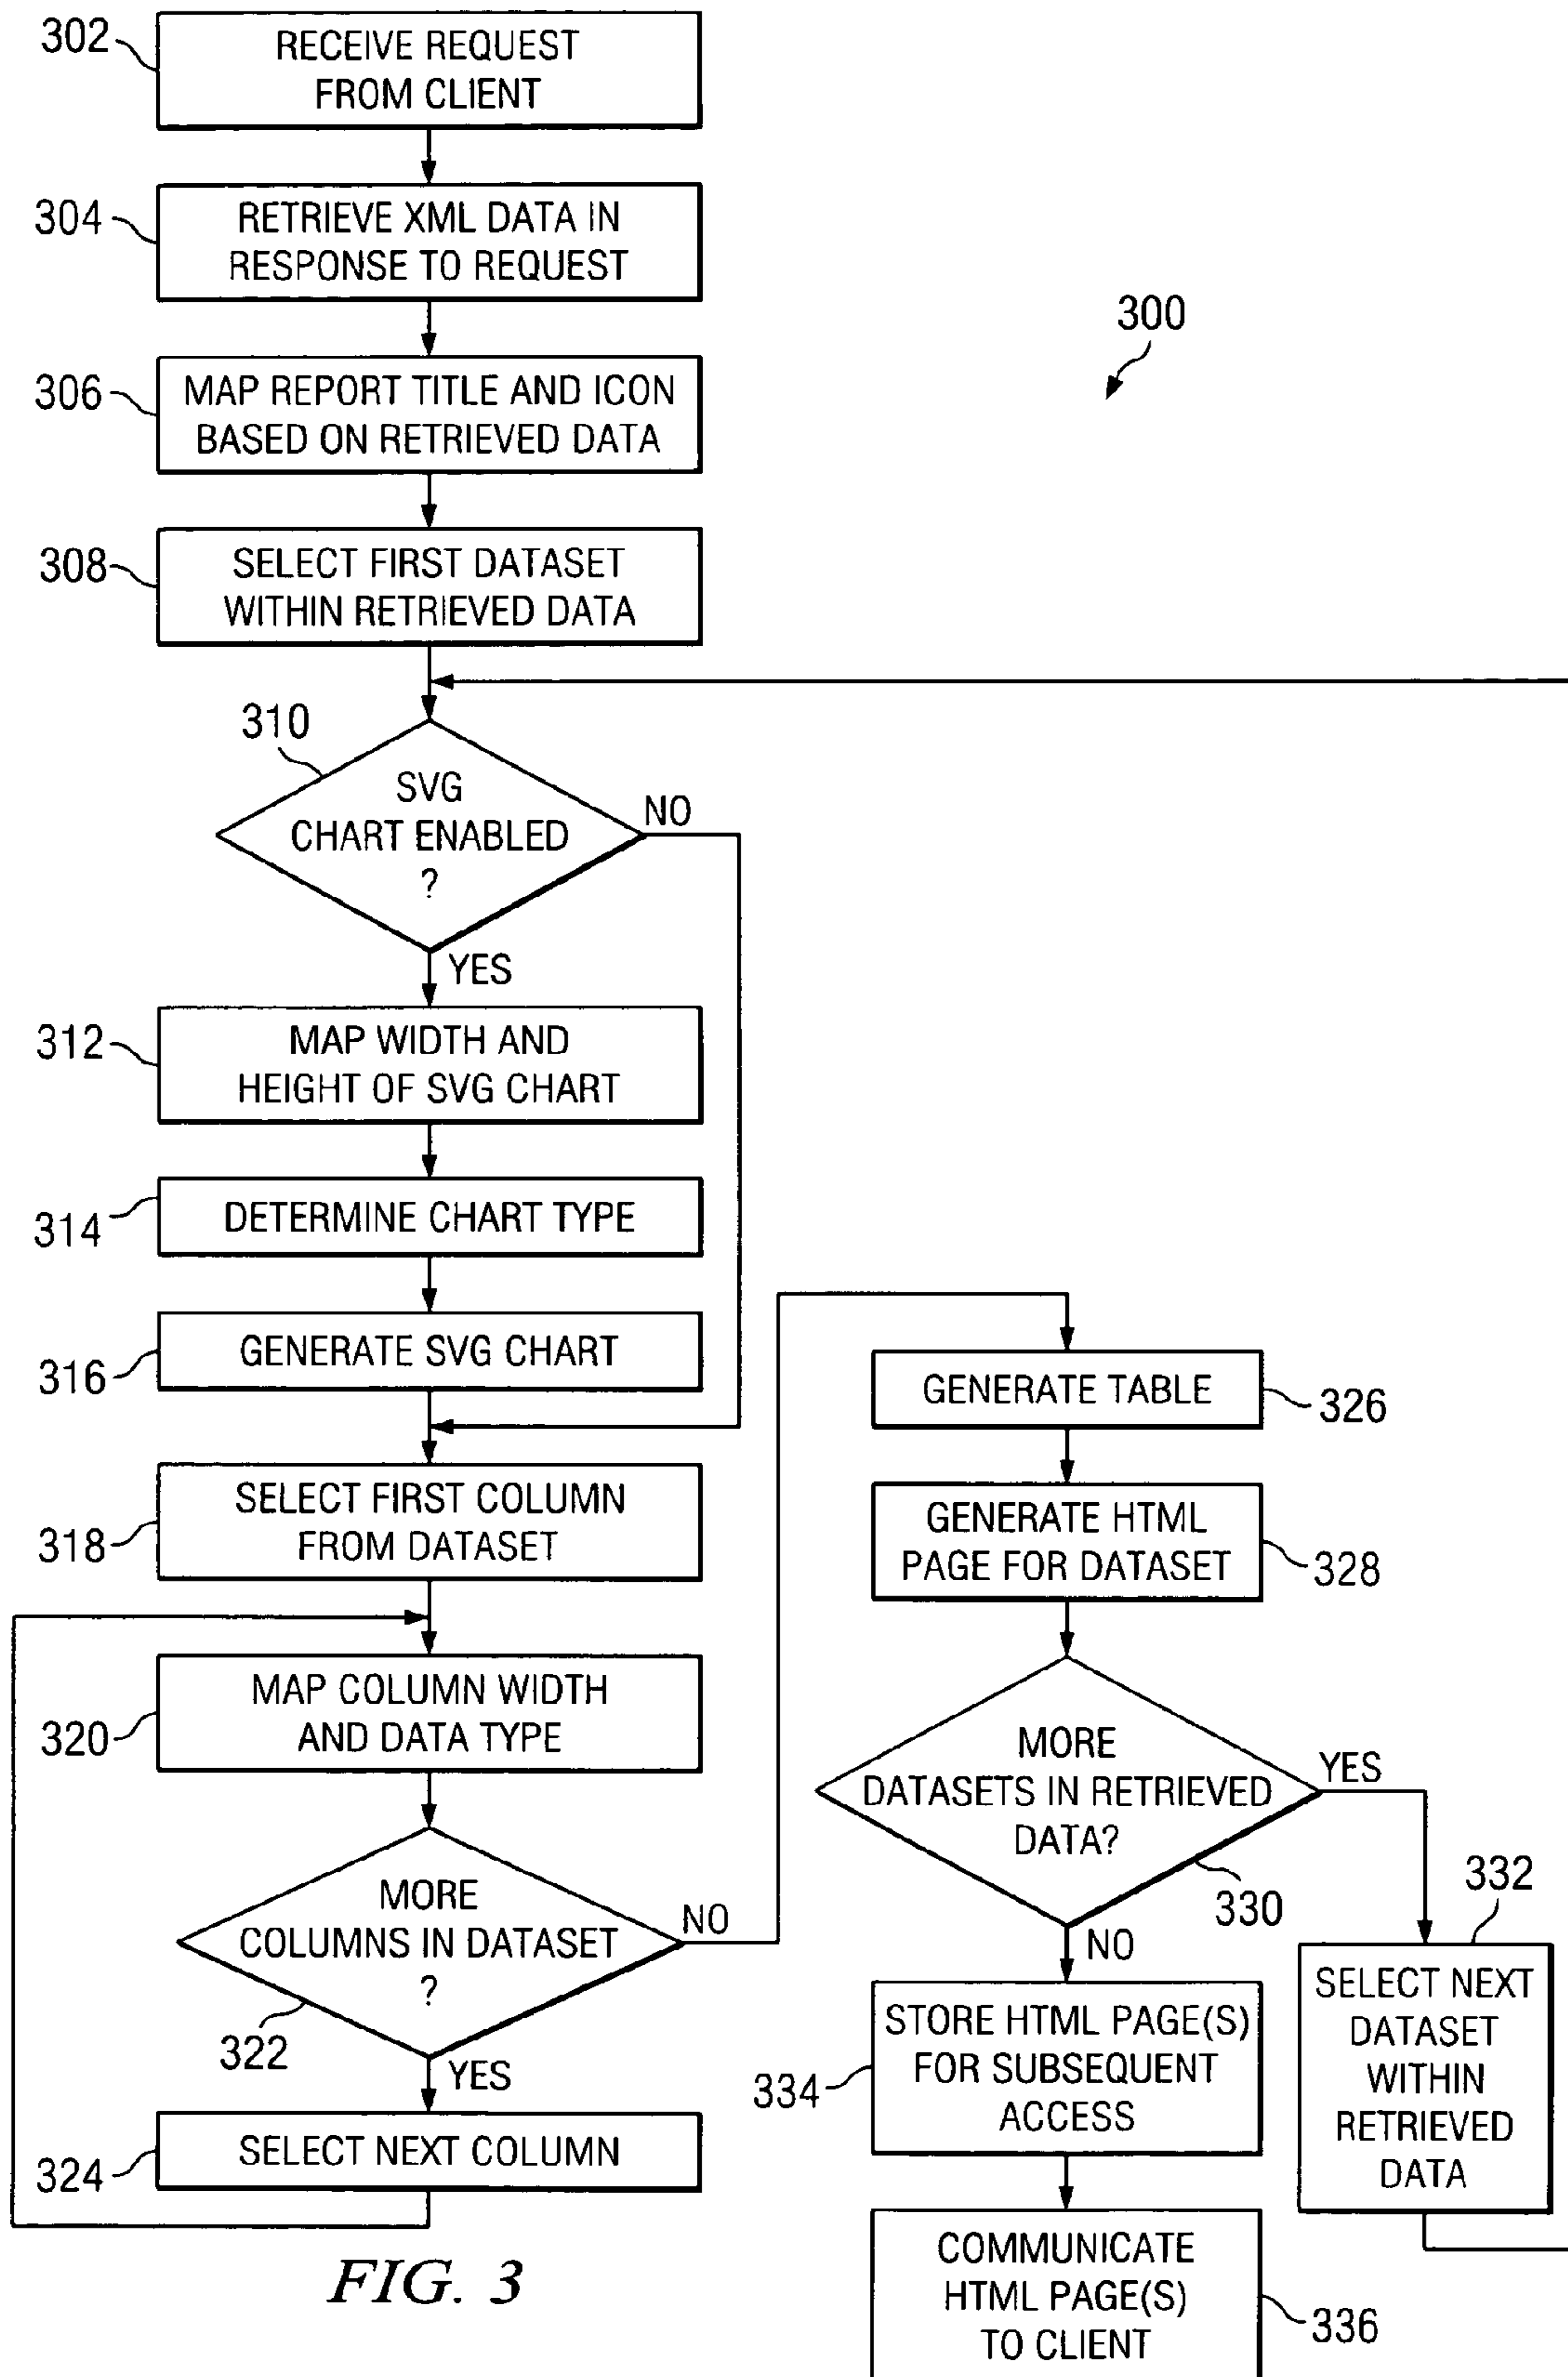 302
RECEIVE REQUEST
FROM CLIENT
304
RETRIEVE XML DATA IN
RESPONSE TO REQUEST
300
306
MAP REPORT TITLE AND ICON
BASED ON RETRIEVED DATA
308
SELECT FIRST DATASET
WITHIN RETRIEVED DATA
310
SVG
CHART ENABLED
?
NO
YES
312
MAP WIDTH AND
HEIGHT OF SVG CHART
314
DETERMINE CHART TYPE
316
GENERATE SVG CHART
318
SELECT FIRST COLUMN
FROM DATASET
320
MAP COLUMN WIDTH
AND DATA TYPE
322
MORE
COLUMNS IN DATASET
?
NO
YES
324
SELECT NEXT COLUMN
GENERATE TABLE
326
GENERATE HTML
PAGE FOR DATASET
328
MORE
DATASETS IN RETRIEVED
DATA?
330
YES
NO
332
SELECT NEXT
DATASET
WITHIN
RETRIEVED
DATA
334
STORE HTML PAGE(S)
FOR SUBSEQUENT
ACCESS
COMMUNICATE
HTML PAGE(S)
TO CLIENT
336
FIG. 3